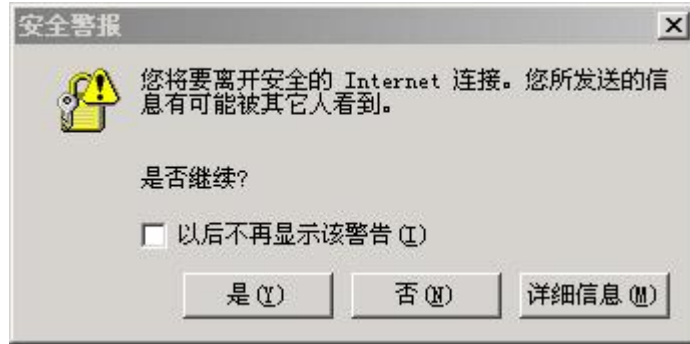 安全警报
您将要离开安全的 Internet 连接。您所发送的信
息有可能被其它人看到。
是否继续?
以后不再显示该警告(I)
是(Y) 否(N) 详细信息(M)